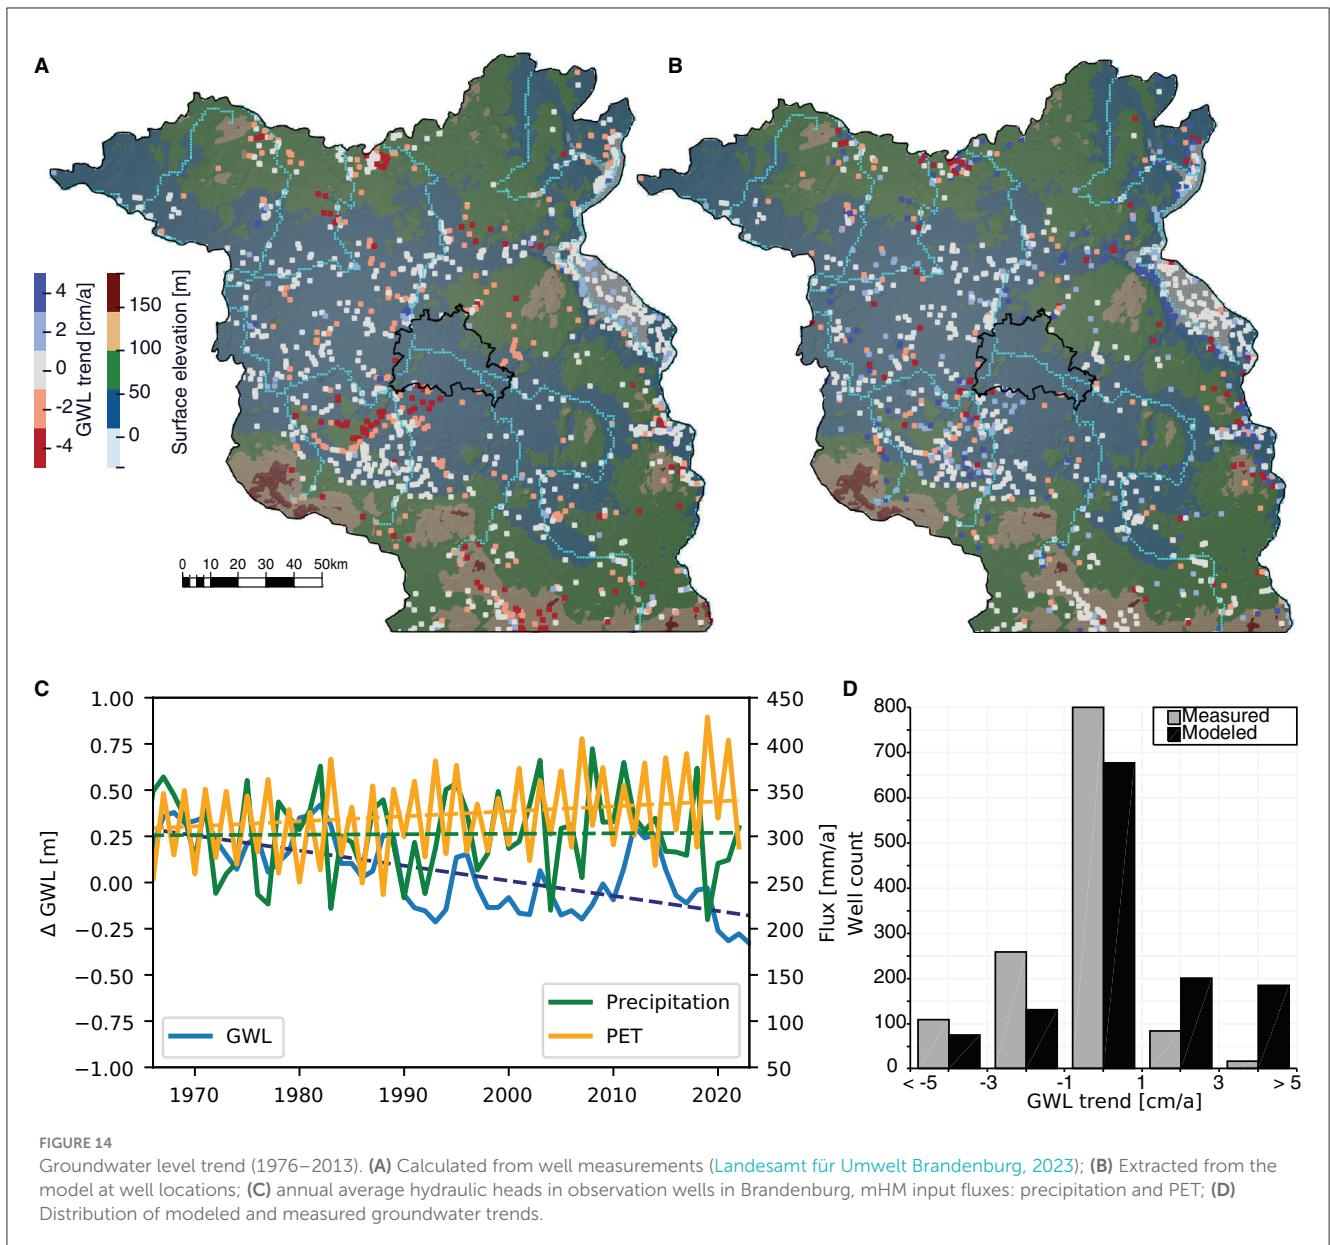 A
B
4
2
0
-2
-4
GWL trend [cm/a]
150
100
50
0
Surface elevation [m]
0 10 20 30 40 50km
C
1.00
0.75
0.50
0.25
0.00
−0.25
−0.50
−0.75
−1.00
Δ GWL [m]
450
400
350
300
250
200
150
100
50
Flux [mm/a]
GWL
Precipitation
PET
1970 1980 1990 2000 2010 2020
D
800
700
600
500
400
300
200
100
0
Well count
Measured
Modeled
< -5 -3 -1 1 3 > 5
GWL trend [cm/a]
FIGURE 14
Groundwater level trend (1976–2013). (A) Calculated from well measurements (Landesamt für Umwelt Brandenburg, 2023); (B) Extracted from the
model at well locations; (C) annual average hydraulic heads in observation wells in Brandenburg, mHM input fluxes: precipitation and PET; (D)
Distribution of modeled and measured groundwater trends.